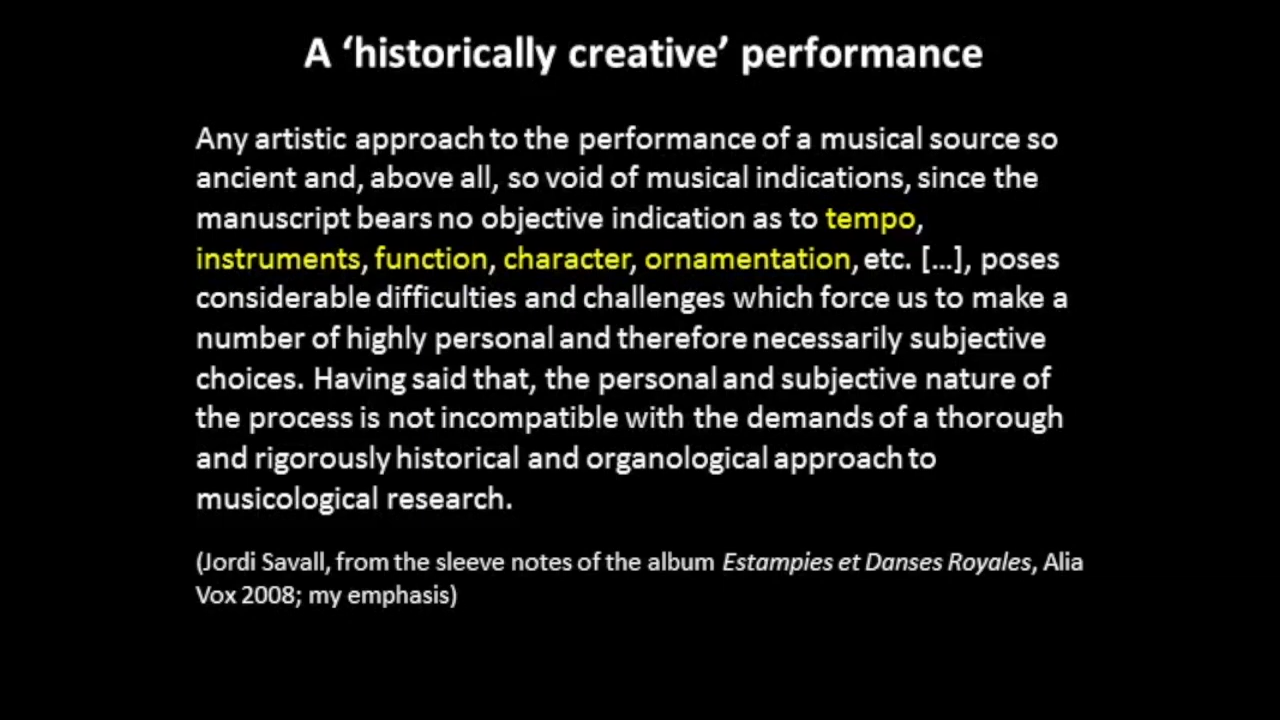 A ‘historically creative’ performance
Any artistic approach to the performance of a musical source so
ancient and, above all, so void of musical indications, since the
manuscript bears no objective indication as to tempo,
instruments, function, character, ornamentation, etc. […], poses
considerable difficulties and challenges which force us to make a
number of highly personal and therefore necessarily subjective
choices. Having said that, the personal and subjective nature of
the process is not incompatible with the demands of a thorough
and rigorously historical and organological approach to
musicological research.
(Jordi Savall, from the sleeve notes of the album Estampies et Danses Royales, Alia
Vox 2008; my emphasis)